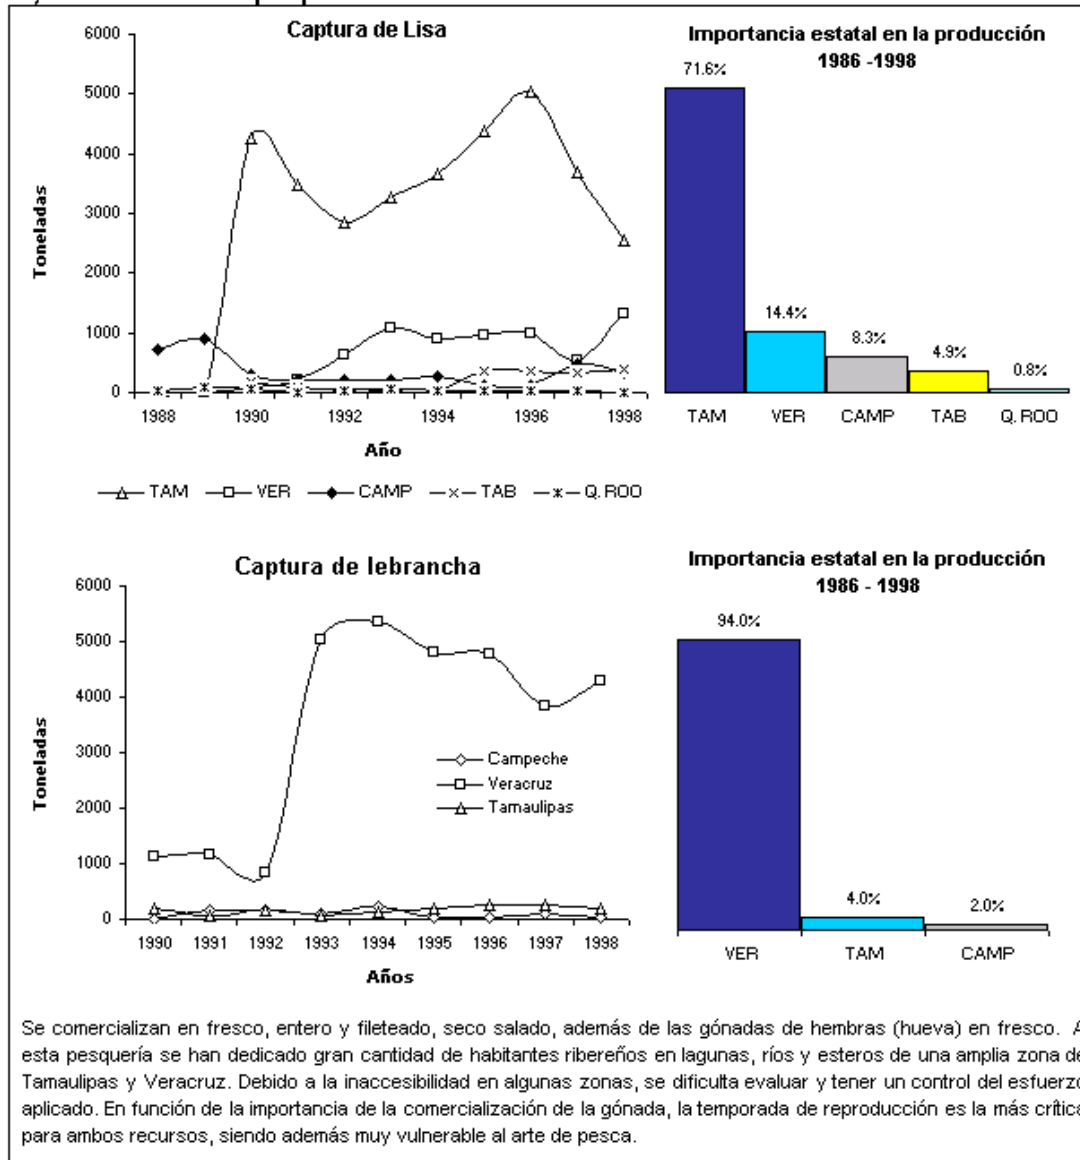 Captura de Lisa
6000
5000
4000
3000
2000
1000
0
Toneladas
1988 1990 1992 1994 1996 1998
Año
TAM VER CAMP TAB Q. ROO
Importancia estatal en la producción
1986 -1998
71.6%
14.4%
8.3%
4.9%
0.8%
TAM VER CAMP TAB Q. ROO
Captura de lebrancha
6000
5000
4000
3000
2000
1000
0
Toneladas
Campeche
Veracruz
Tamaulipas
1990 1991 1992 1993 1994 1995 1996 1997 1998
Años
Importancia estatal en la producción
1986 - 1998
94.0%
4.0%
2.0%
VER TAM CAMP
Se comercializan en fresco, entero y fileteado, seco salado, además de las gónadas de hembras (hueva) en fresco. A
esta pesquería se han dedicado gran cantidad de habitantes ribereños en lagunas, ríos y esteros de una amplia zona de
Tamaulipas y Veracruz. Debido a la inaccesibilidad en algunas zonas, se dificulta evaluar y tener un control del esfuerzo
aplicado. En función de la importancia de la comercialización de la gónada, la temporada de reproducción es la más crítica
para ambos recursos, siendo además muy vulnerable al arte de pesca.